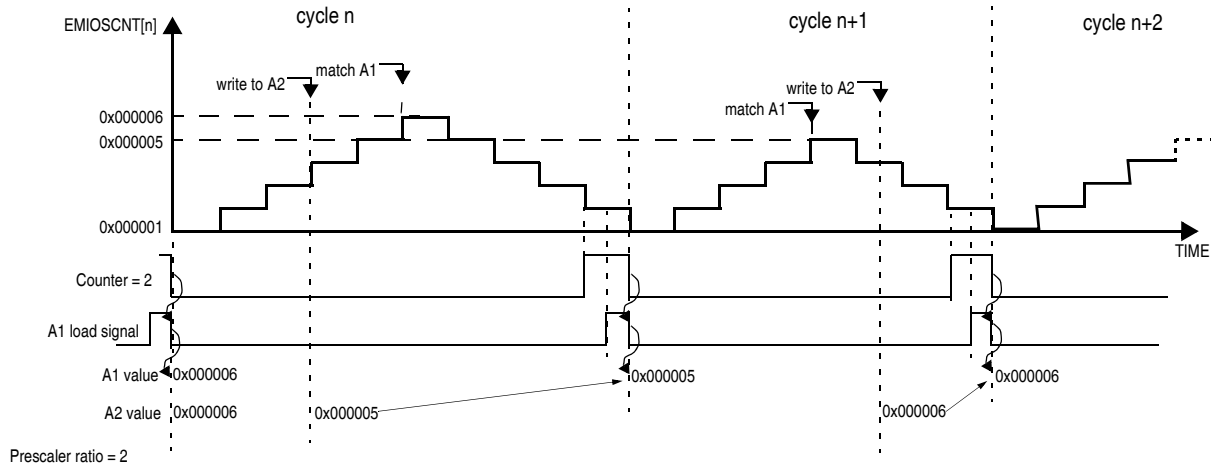 cycle n
cycle n+1
cycle n+2
EMIOSCNT[n]
match A1
write to A2
write to A2
match A1
0x000006
0x000005
0x000001
TIME
Counter = 2
A1 load signal
A1 value 0x000006 0x000005 0x000006
A2 value 0x000006 0x000005 0x000006
Prescaler ratio = 2